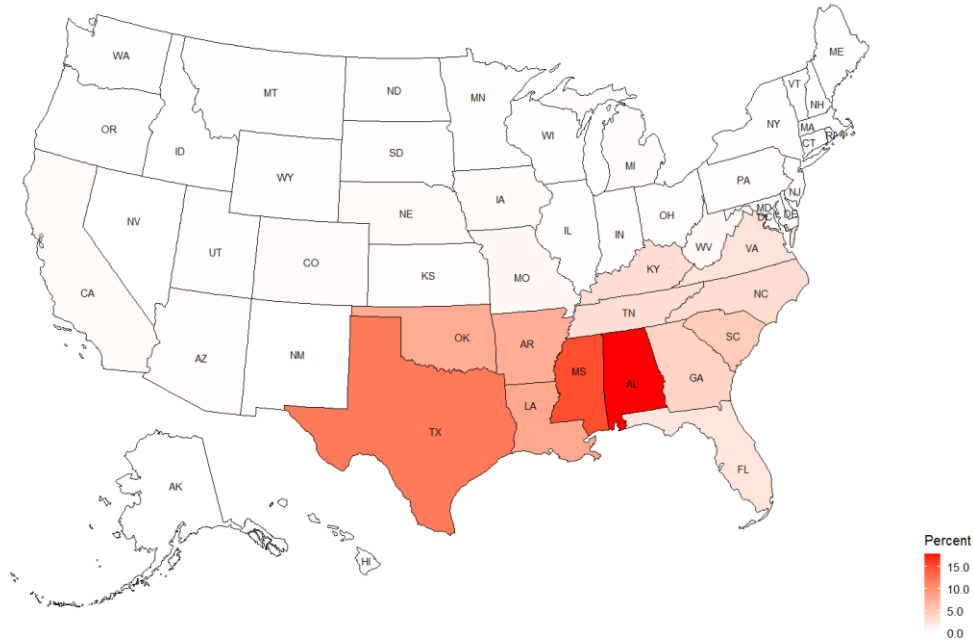 WA
ME
MT
ND
MN
VT
NH
OR
ID
SD
WI
MI
NY
MA
CT
RI
WY
IA
PA
NJ
NE
OH
MD
DE
DC
NV
UT
CO
IL
IN
WV
VA
KS
MO
KY
CA
NC
TN
AZ
NM
OK
AR
SC
MS
AL
GA
LA
TX
FL
AK
HI
Percent
15.0
10.0
5.0
0.0